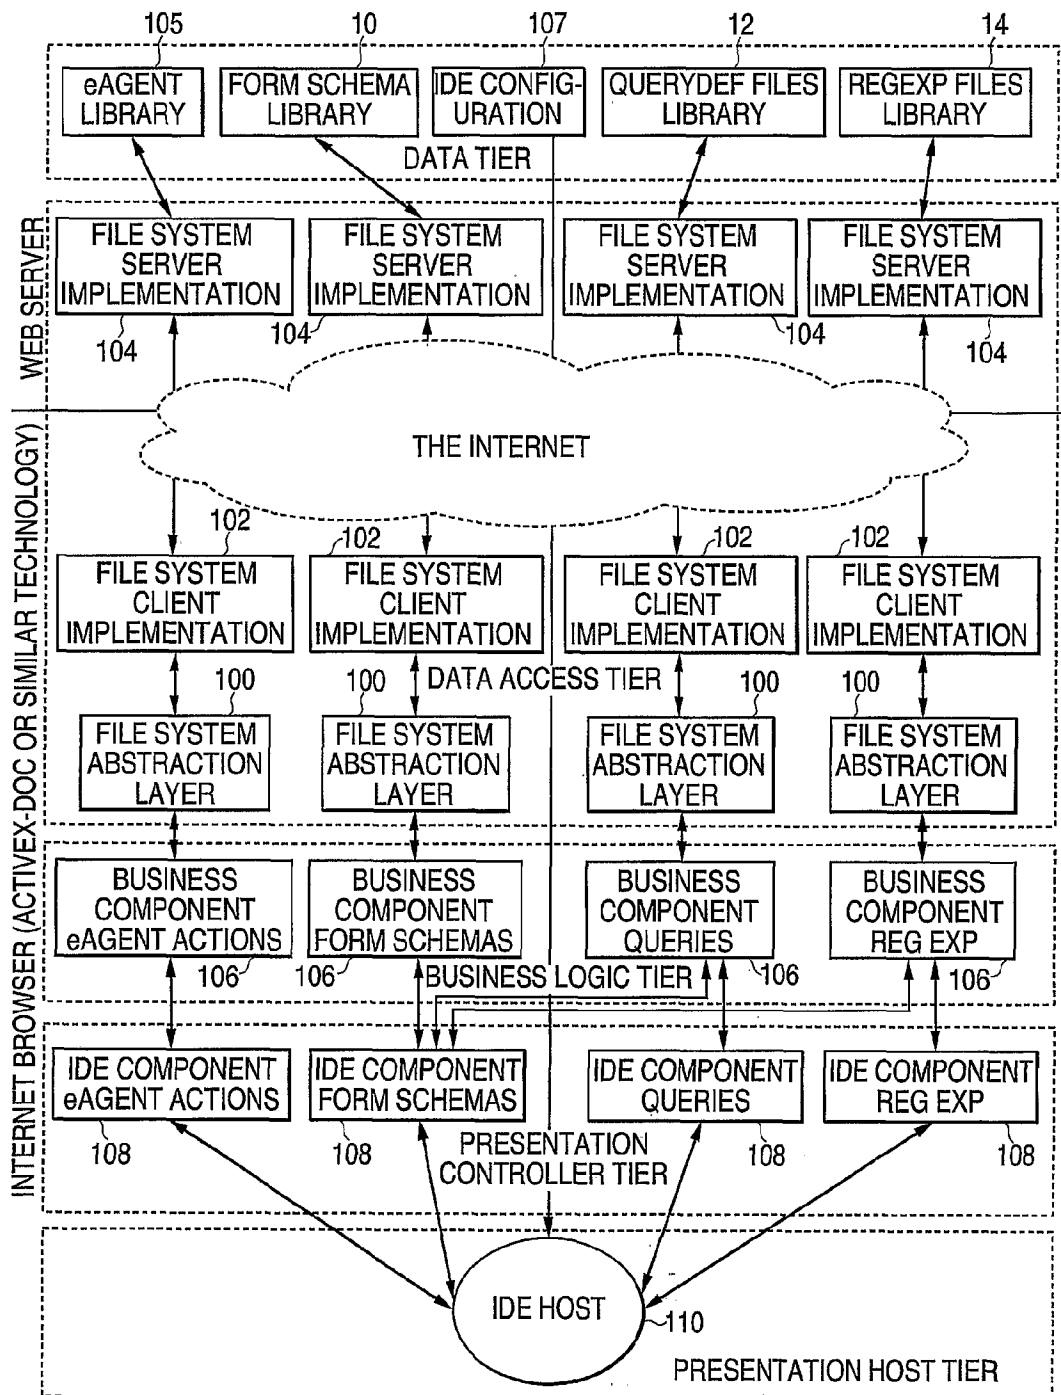 105
10
107
12
14
eAGENT
LIBRARY
FORM SCHEMA
LIBRARY
IDE CONFIG-
URATION
QUERYDEF FILES
LIBRARY
REGEXP FILES
LIBRARY
DATA TIER
WEB SERVER
FILE SYSTEM
SERVER
IMPLEMENTATION
FILE SYSTEM
SERVER
IMPLEMENTATION
FILE SYSTEM
SERVER
IMPLEMENTATION
FILE SYSTEM
SERVER
IMPLEMENTATION
104
104
104
104
THE INTERNET
INTERNET BROWSER (ACTIVEX-DOC OR SIMILAR TECHNOLOGY)
102
102
102
102
FILE SYSTEM
CLIENT
IMPLEMENTATION
FILE SYSTEM
CLIENT
IMPLEMENTATION
FILE SYSTEM
CLIENT
IMPLEMENTATION
FILE SYSTEM
CLIENT
IMPLEMENTATION
DATA ACCESS TIER
100
100
100
100
FILE SYSTEM
ABSTRACTION
LAYER
FILE SYSTEM
ABSTRACTION
LAYER
FILE SYSTEM
ABSTRACTION
LAYER
FILE SYSTEM
ABSTRACTION
LAYER
BUSINESS
COMPONENT
eAGENT ACTIONS
BUSINESS
COMPONENT
FORM SCHEMAS
BUSINESS
COMPONENT
QUERIES
BUSINESS
COMPONENT
REG EXP
106
106
106
106
BUSINESS LOGIC TIER
IDE COMPONENT
eAGENT ACTIONS
IDE COMPONENT
FORM SCHEMAS
IDE COMPONENT
QUERIES
IDE COMPONENT
REG EXP
108
108
108
108
PRESENTATION
CONTROLLER TIER
IDE HOST
110
PRESENTATION HOST TIER